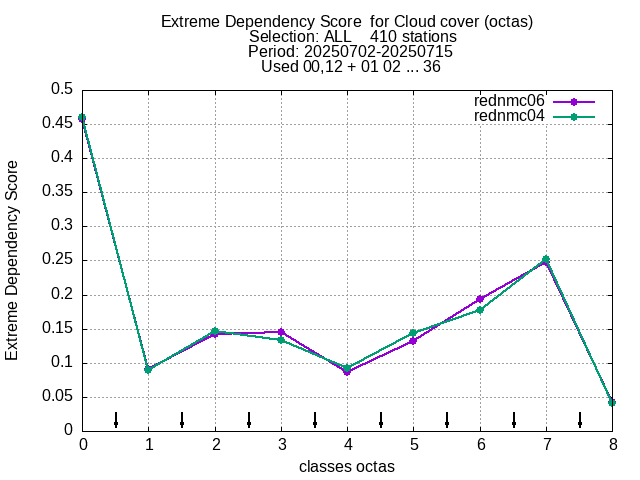 Extreme Dependency Score  for Cloud cover (octas)
Selection: ALL    410 stations
Period: 20250702-20250715
Used 00,12 + 01 02 ... 36
rednmc06
rednmc04
0.5
0.45
0.4
0.35
0.3
0.25
0.2
0.15
0.1
0.05
0
Extreme Dependency Score
0 1 2 3 4 5 6 7 8
classes octas